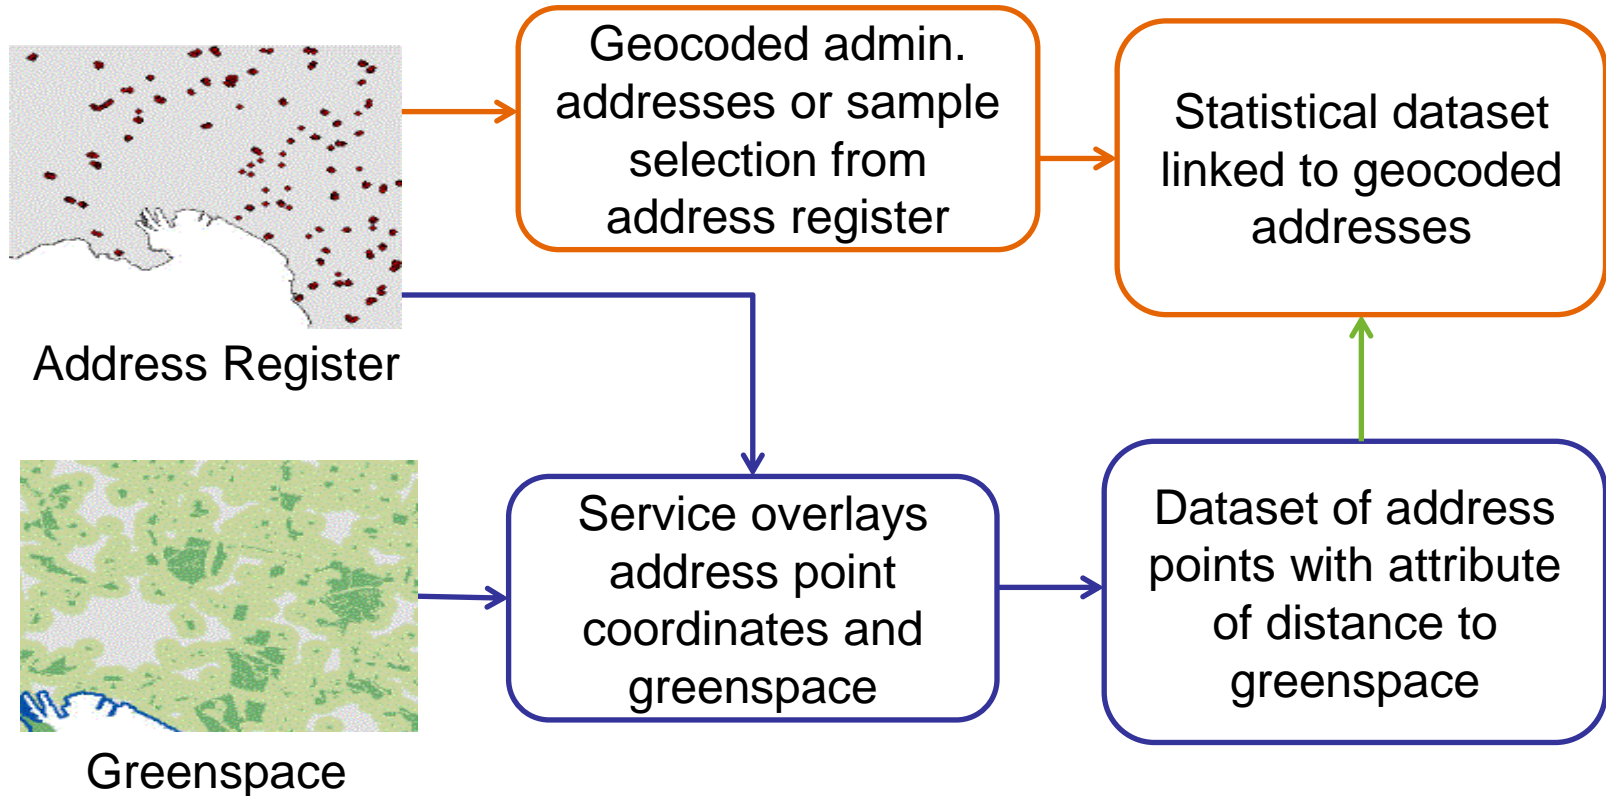 Geocoded admin.
addresses or sample
selection from
address register
Statistical dataset
linked to geocoded
addresses
Address Register
Service overlays
address point
coordinates and
greenspace
Dataset of address
points with attribute
of distance to
greenspace
Greenspace